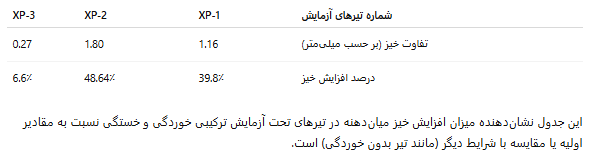 شماره تیرهای آزمایش XP-1 XP-2 XP-3
تفاوت خیز (بر حسب میلی‌متر) 1.16 1.80 0.27
درصد افزایش خیز 39.8٪ 48.64٪ 6.6٪
این جدول نشان‌دهنده میزان افزایش خیز میان‌دهنه در تیرهای تحت آزمایش ترکیبی خوردگی و خستگی نسبت به مقادیر
اولیه یا مقایسه با شرایط دیگر (مانند تیر بدون خوردگی) است.